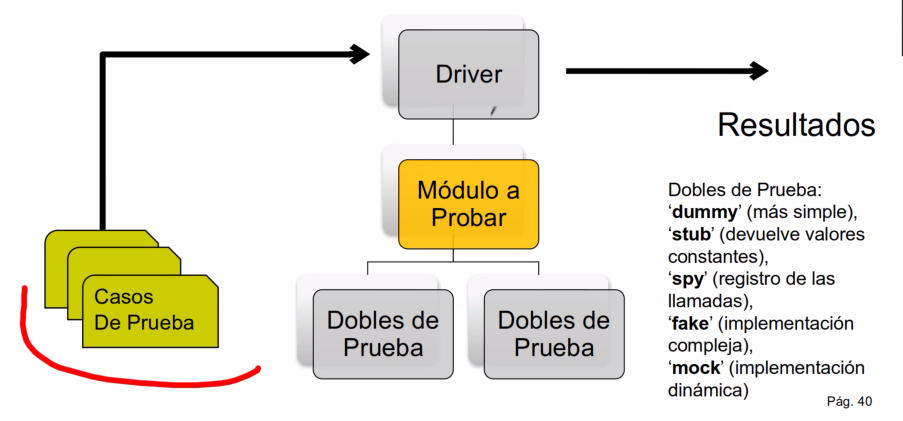 Driver
Resultados
Módulo a
Probar
Casos
De Prueba
Dobles de
Prueba
Dobles de
Prueba
Dobles de Prueba:
‘dummy’ (más simple),
‘stub’ (devuelve valores
constantes),
‘spy’ (registro de las
llamadas),
‘fake’ (implementación
compleja),
‘mock’ (implementación
dinámica)
Pág. 40